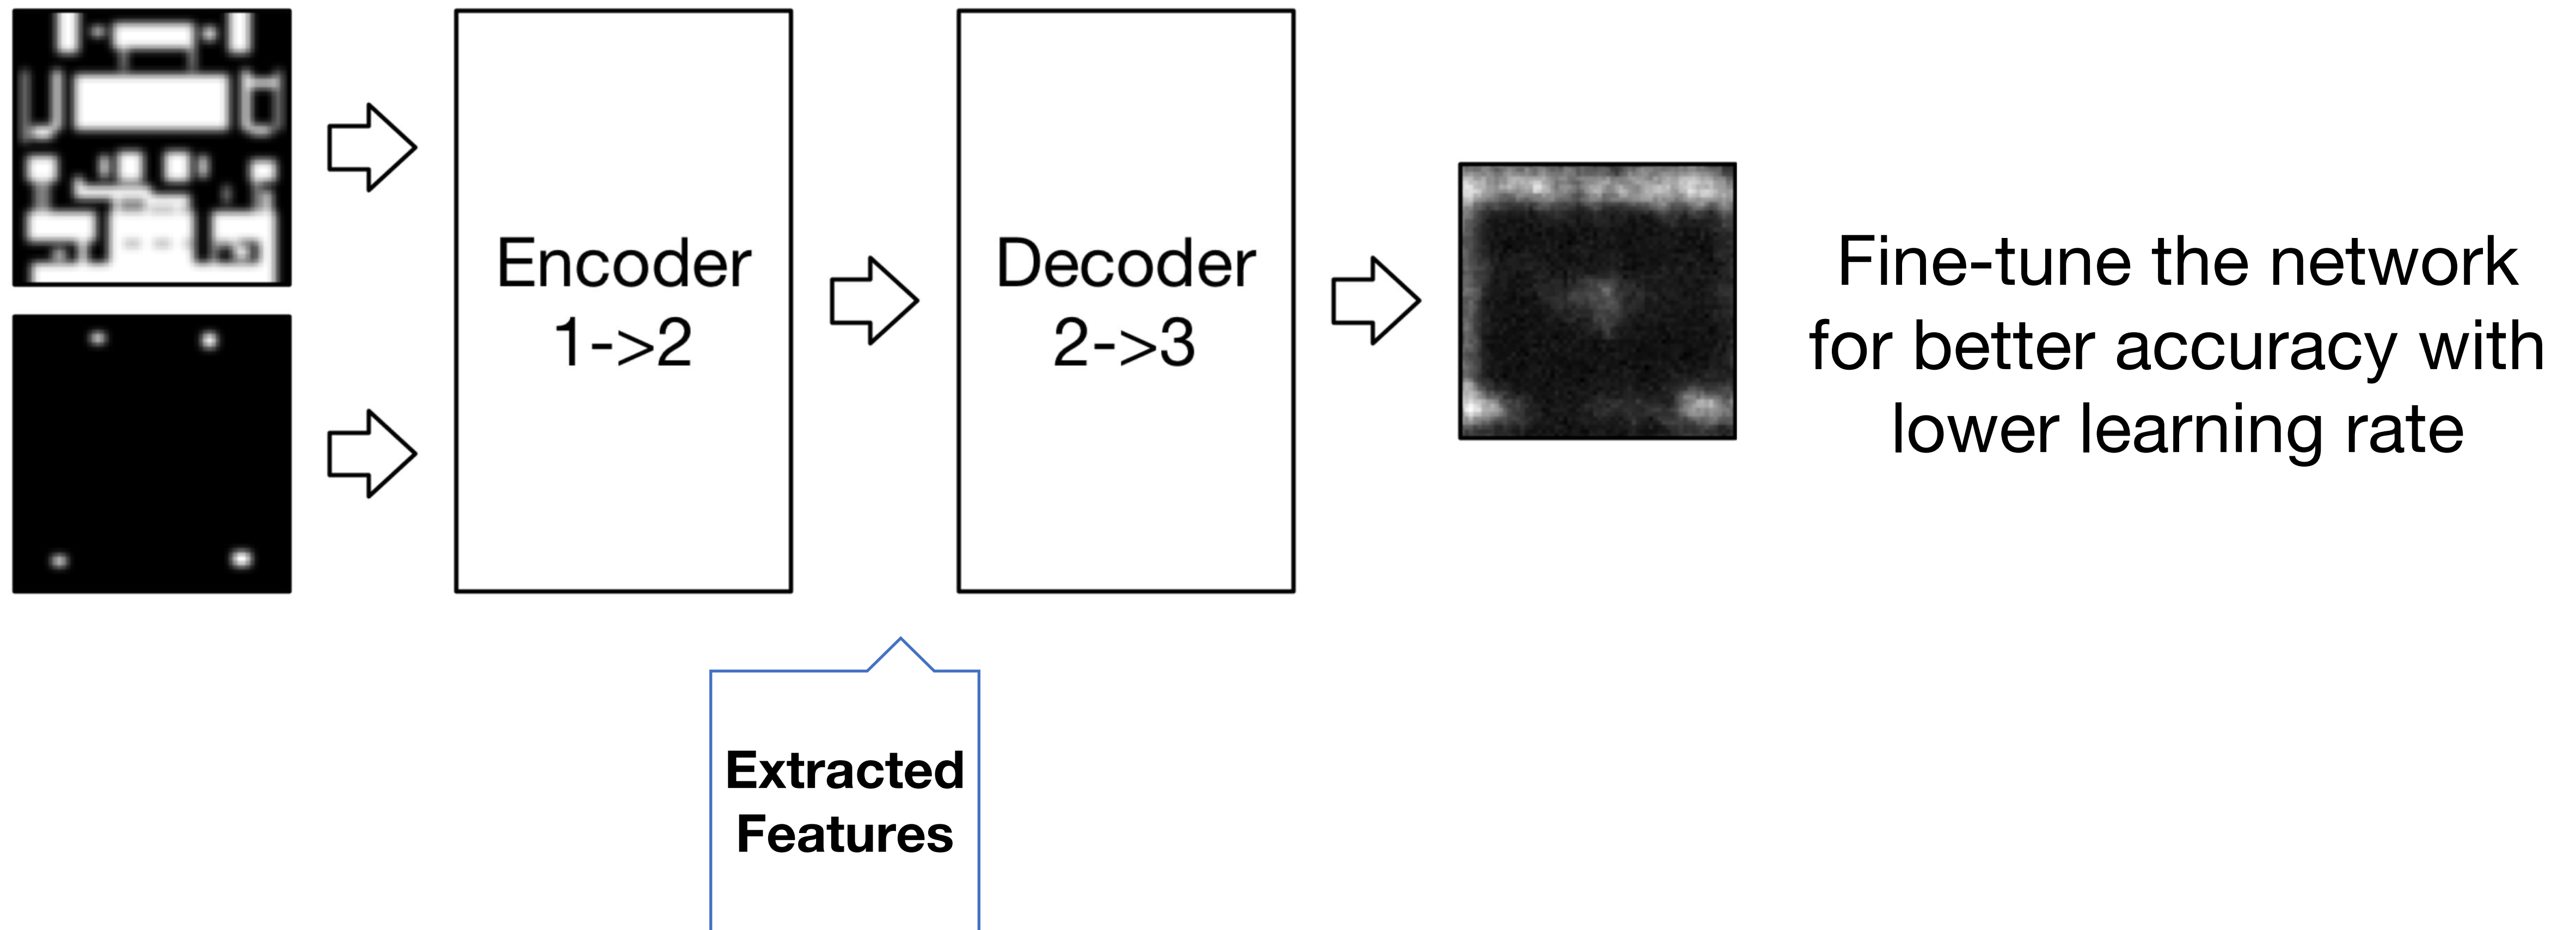 Encoder
1->2
Decoder
2->3
Fine-tune the network
for better accuracy with
lower learning rate
Extracted
Features